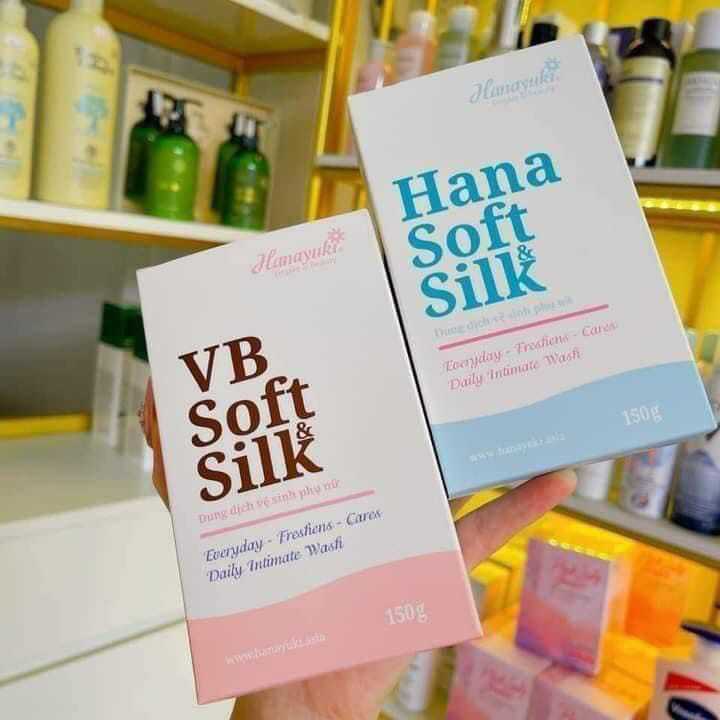 Hanayuki
Simplee & Beauty
Hana
Soft
&
Silk
Dung dịch vệ sinh phụ nữ
Everyday - Freshens - Cares
Daily Intimate Wash
150g
www.hanayuki.asia
Hanayuki
VB
Soft
&
Silk
Dung dịch vệ sinh phụ nữ
Everyday - Freshens - Cares
Daily Intimate Wash
150g
www.hanayuki.asia